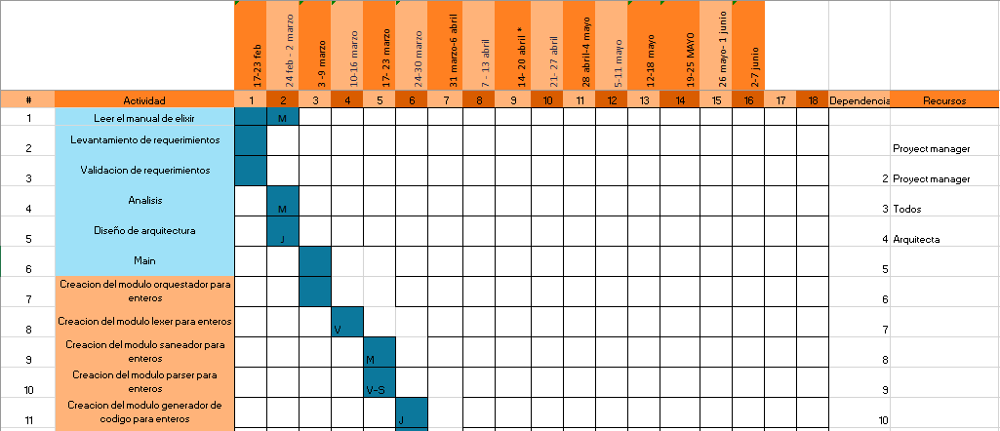 17-23 feb
24 feb - 2 marzo
3 -9 marzo
10-16 marzo
17- 23 marzo
24-30 marzo
31 marzo-6 abril
7 - 13 abril
14- 20 abril *
21- 27 abril
28 abril-4 mayo
5-11 mayo
12-18 mayo
19-25 MAYO
26 mayo- 1 junio
2-7 junio
# Actividad 1 2 3 4 5 6 7 8 9 10 11 12 13 14 15 16 17 18 Dependencia Recursos
1 Leer el manual de elixir M
Levantamiento de requerimientos
2 Proyect manager
Validacion de requerimientos
3 2 Proyect manager
Analisis
4 M 3 Todos
Diseño de arquitectura
5 J 4 Arquitecta
Main
6 5
Creacion del modulo orquestador para
enteros
7 6
Creacion del modulo lexer para enteros
8 V 7
Creacion del modulo saneador para
enteros
9 M 8
Creacion del modulo parser para
enteros
10 V-S 9
Creacion del modulo generador de
codigo para enteros
11 J 10